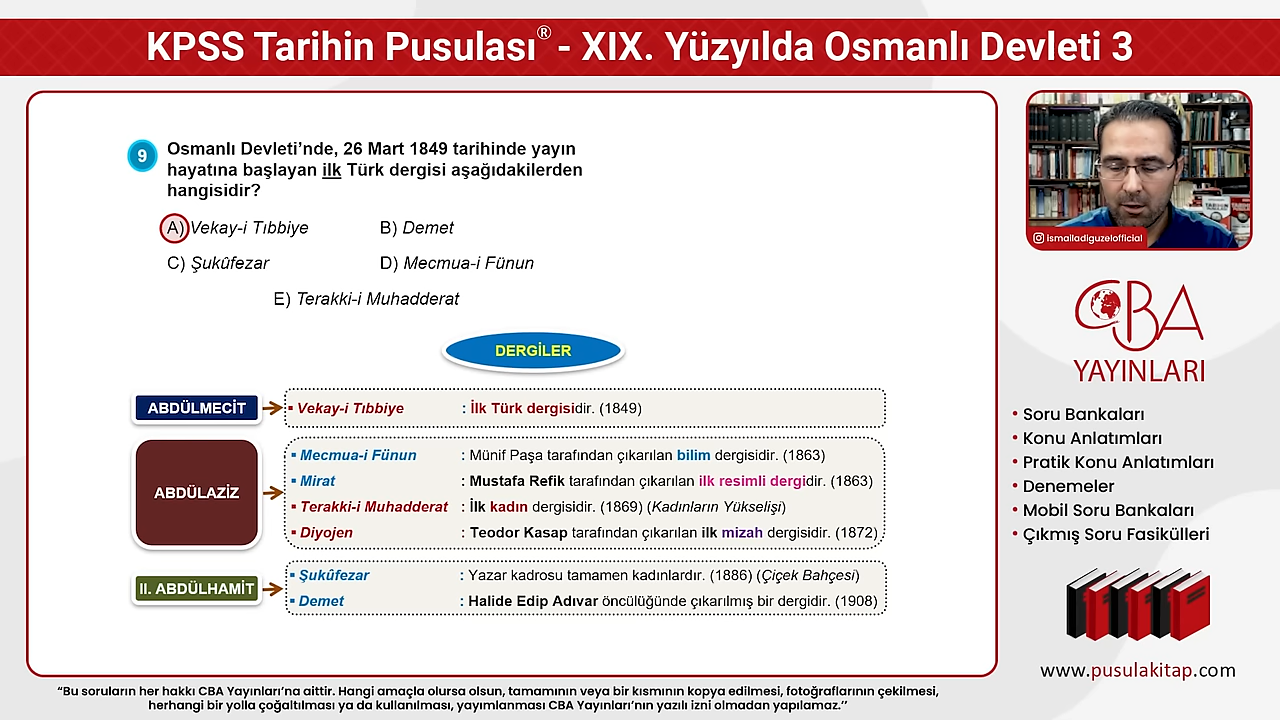 KPSS Tarihin Pusulası® - XIX. Yüzyılda Osmanlı Devleti 3
9 Osmanlı Devleti'nde, 26 Mart 1849 tarihinde yayın
hayatına başlayan ilk Türk dergisi aşağıdakilerden
hangisidir?
A) Vekay-i Tıbbiye B) Demet
C) Şukûfezar D) Mecmua-i Fünun
E) Terakki-i Muhadderat
DERGİLER
ABDÜLMECİT ▪ Vekay-i Tıbbiye : İlk Türk dergisidir. (1849)
▪ Mecmua-i Fünun : Münif Paşa tarafından çıkarılan bilim dergisidir. (1863)
▪ Mirat : Mustafa Refik tarafından çıkarılan ilk resimli dergidir. (1863)
ABDÜLAZİZ
▪ Terakki-i Muhadderat : İlk kadın dergisidir. (1869) (Kadınların Yükselişi)
▪ Diyojen : Teodor Kasap tarafından çıkarılan ilk mizah dergisidir. (1872)
▪ Şukûfezar : Yazar kadrosu tamamen kadınlardır. (1886) (Çiçek Bahçesi)
II. ABDÜLHAMİT
▪ Demet : Halide Edip Adıvar öncülüğünde çıkarılmış bir dergidir. (1908)
ismailadiguzelofficial
CBA
YAYINLARI
• Soru Bankaları
• Konu Anlatımları
• Pratik Konu Anlatımları
• Denemeler
• Mobil Soru Bankaları
• Çıkmış Soru Fasikülleri
www.pusulakitap.com
“Bu soruların her hakkı CBA Yayınları’na aittir. Hangi amaçla olursa olsun, tamamının veya bir kısmının kopya edilmesi, fotoğraflarının çekilmesi,
herhangi bir yolla çoğaltılması ya da kullanılması, yayımlanması CBA Yayınları’nın yazılı izni olmadan yapılamaz.’’